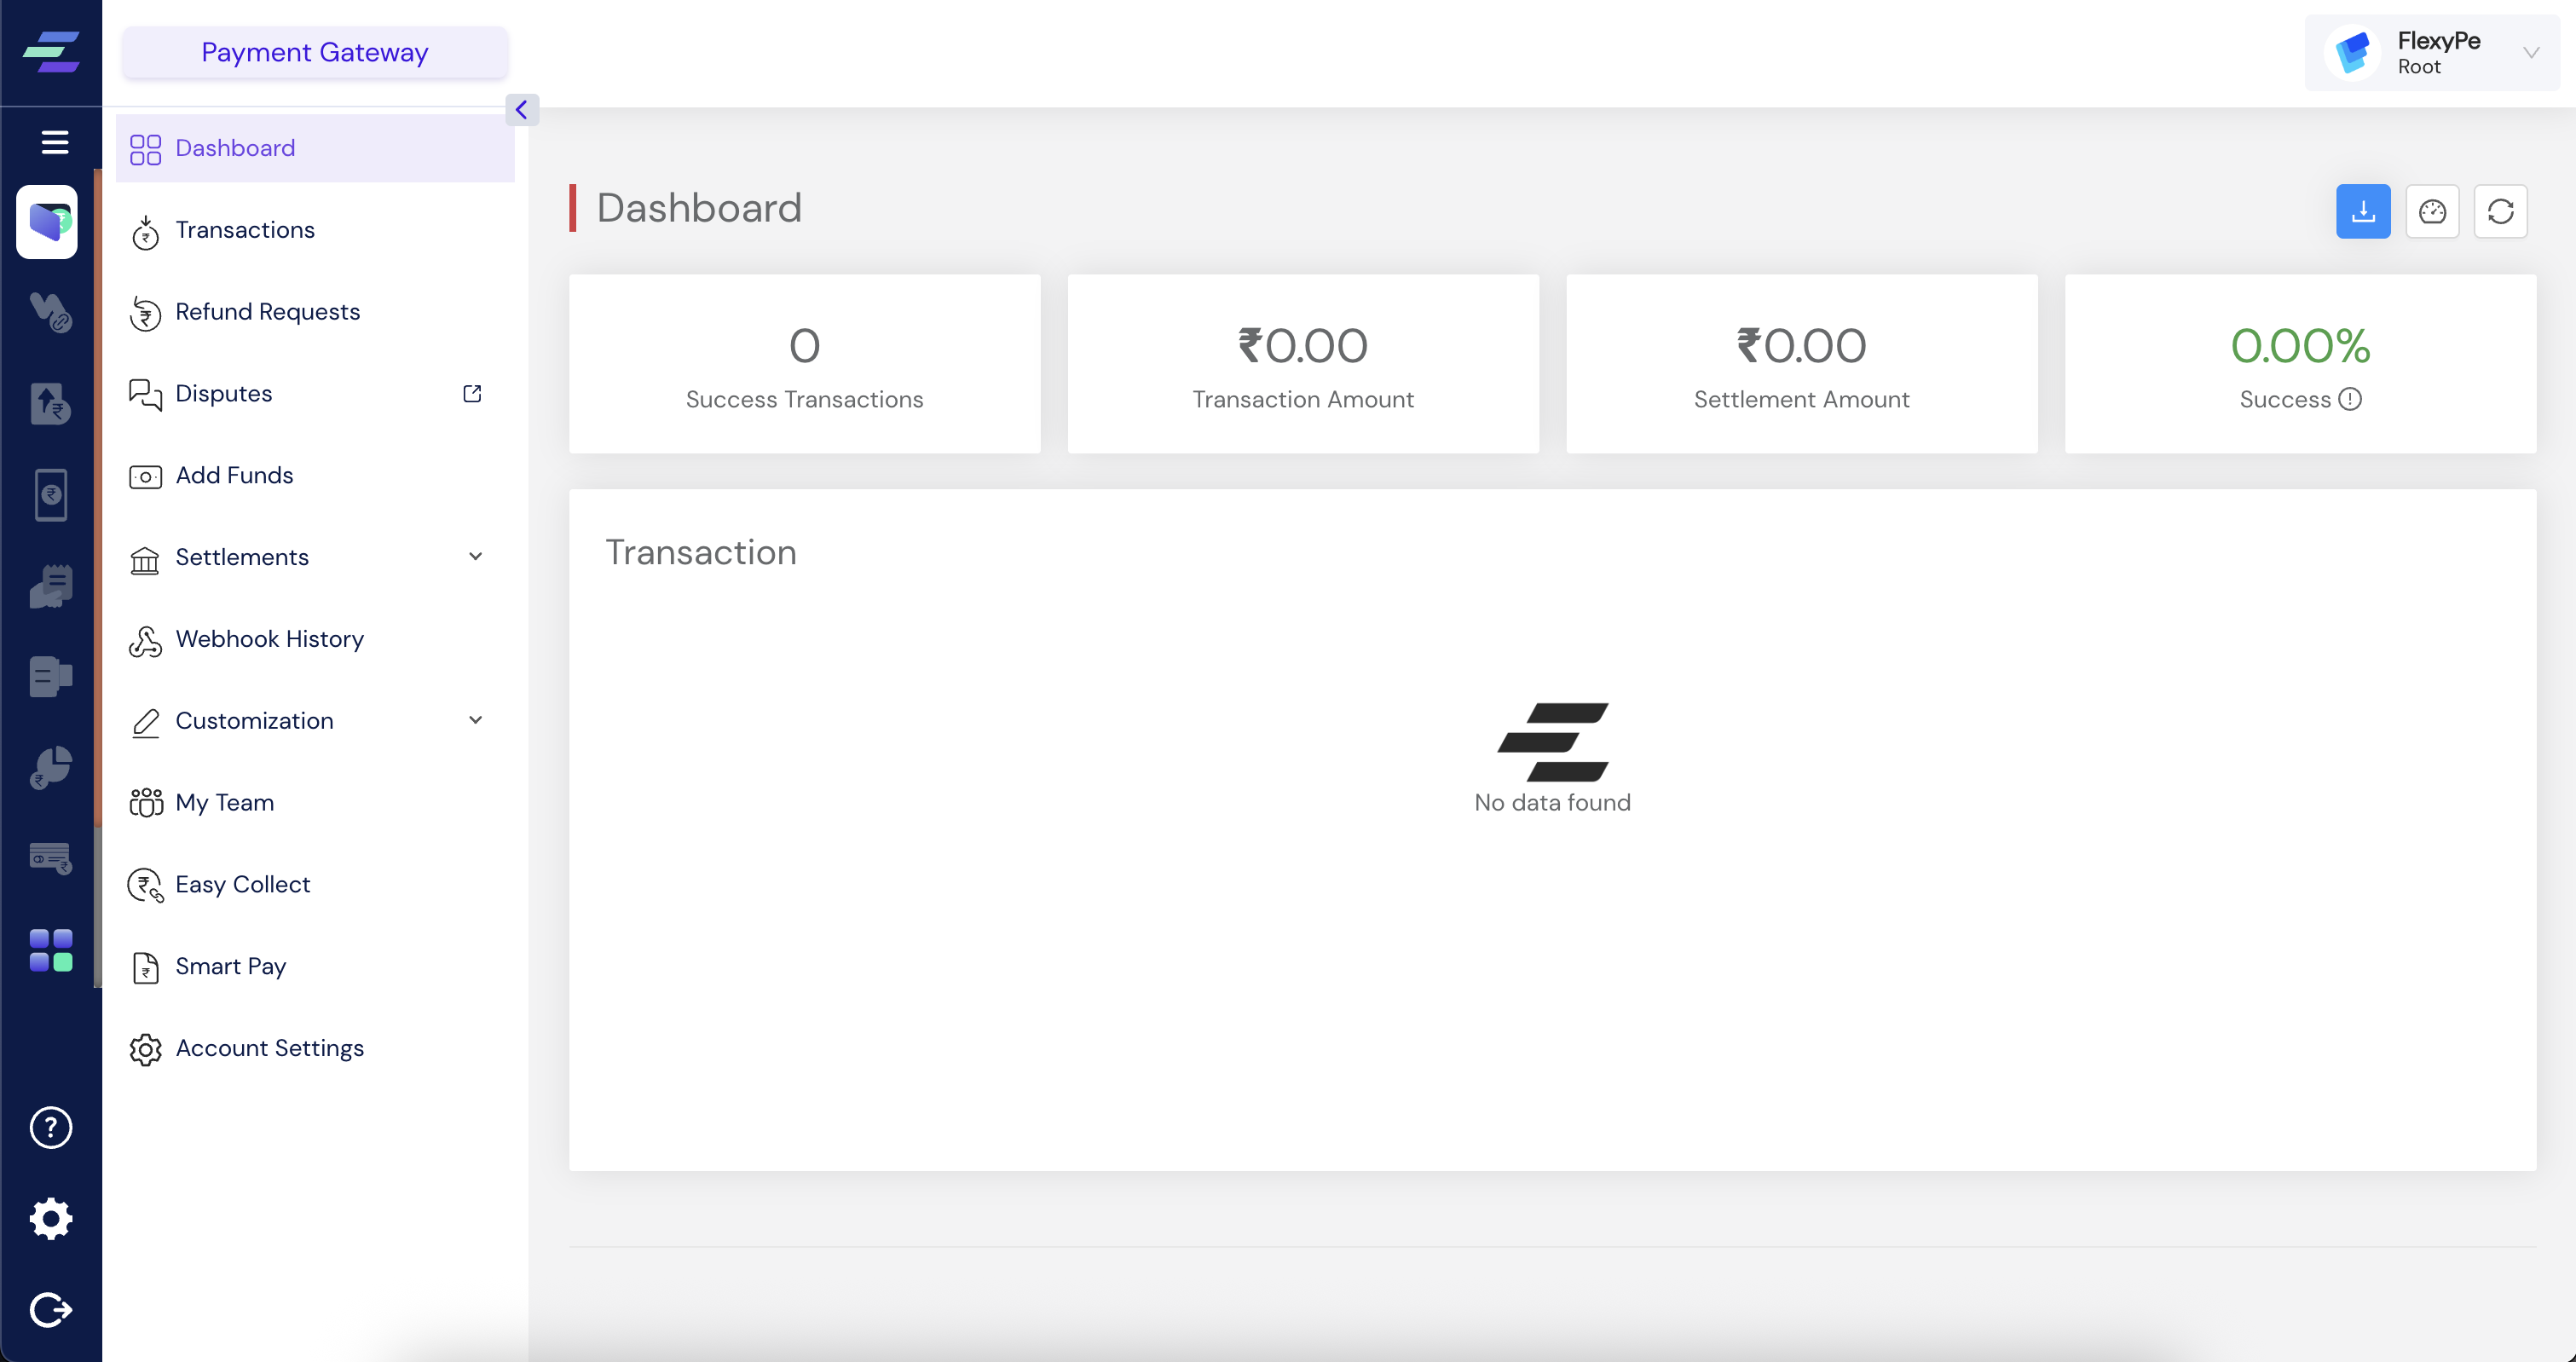 Payment Gateway
FlexyPe
Root
Dashboard
Transactions
Refund Requests
Disputes
Add Funds
Settlements
Webhook History
Customization
My Team
Easy Collect
Smart Pay
Account Settings
Dashboard
0
Success Transactions
₹0.00
Transaction Amount
₹0.00
Settlement Amount
0.00%
Success
Transaction
No data found